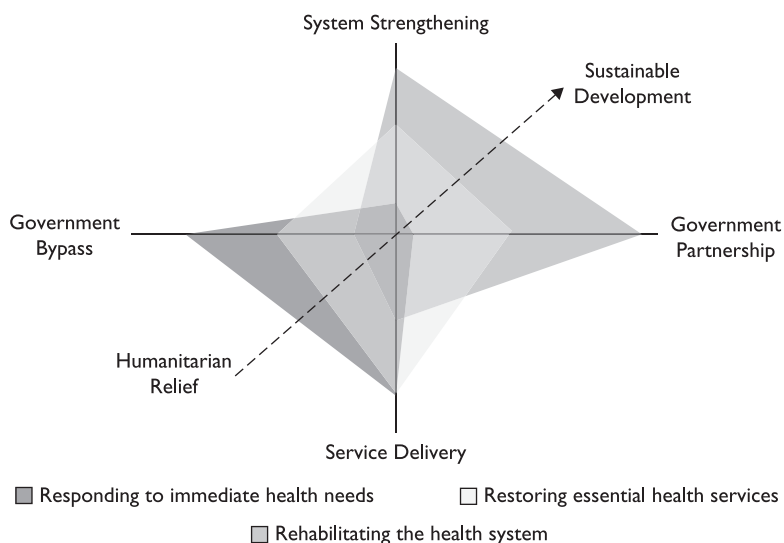 System Strengthening
Sustainable
Development
Government
Bypass
Government
Partnership
Humanitarian
Relief
Service Delivery
Responding to immediate health needs
Restoring essential health services
Rehabilitating the health system